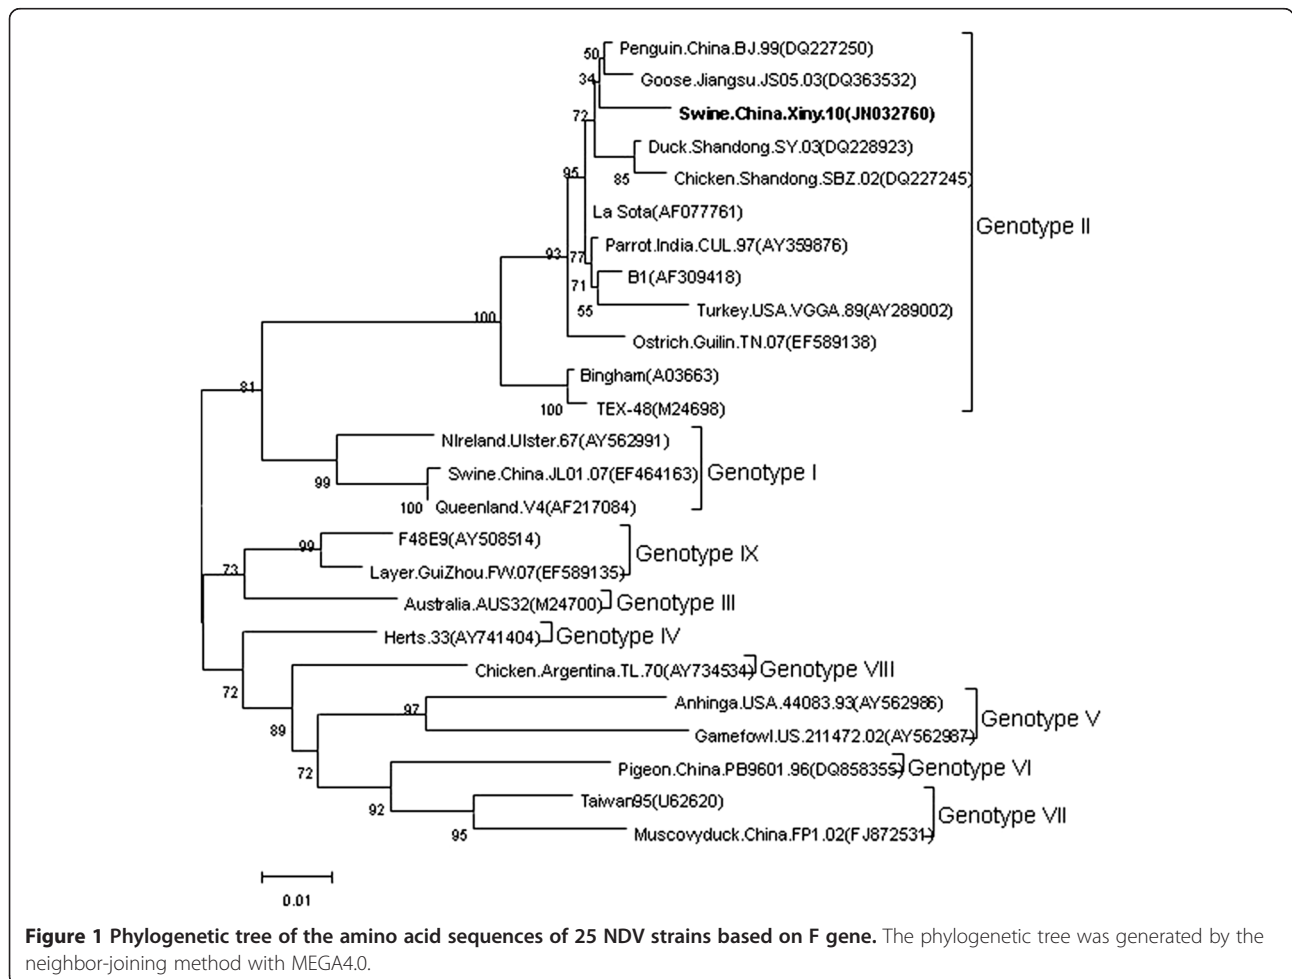 50
Penguin.China.BJ.99(DQ227250)
34
Goose.Jiangsu.JS05.03(DQ363532)
72
Swine.China.Xiny.10(JN032760)
Duck.Shandong.SY.03(DQ228923)
95
85
Chicken.Shandong.SBZ.02(DQ227245)
La Sota(AF077761)
Genotype II
93
77
Parrot.India.CUL.97(AY359876)
71
B1(AF309418)
55
Turkey.USA.VGGA.89(AY289002)
100
Ostrich.Guilin.TN.07(EF589138)
81
Bingham(A03663)
100
TEX-48(M24698)
NIreland.Ulster.67(AY562991)
99
Swine.China.JL01.07(EF464163)
Genotype I
100
Queenland.V4(AF217084)
99
F48E9(AY508514)
Genotype IX
73
Layer.GuiZhou.FW.07(EF589135)
Australia.AUS32(M24700)
Genotype III
Herts.33(AY741404)
Genotype IV
72
Chicken.Argentina.TL.70(AY734534)
Genotype VIII
97
Anhinga.USA.44083.93(AY562986)
Genotype V
89
Gamefowl.US.211472.02(AY562987)
72
Pigeon.China.PB9601.96(DQ858355)
Genotype VI
92
Taiwan95(U62620)
Genotype VII
95
Muscovyduck.China.FP1.02(FJ872531)
0.01
Figure 1 Phylogenetic tree of the amino acid sequences of 25 NDV strains based on F gene. The phylogenetic tree was generated by the
neighbor-joining method with MEGA4.0.